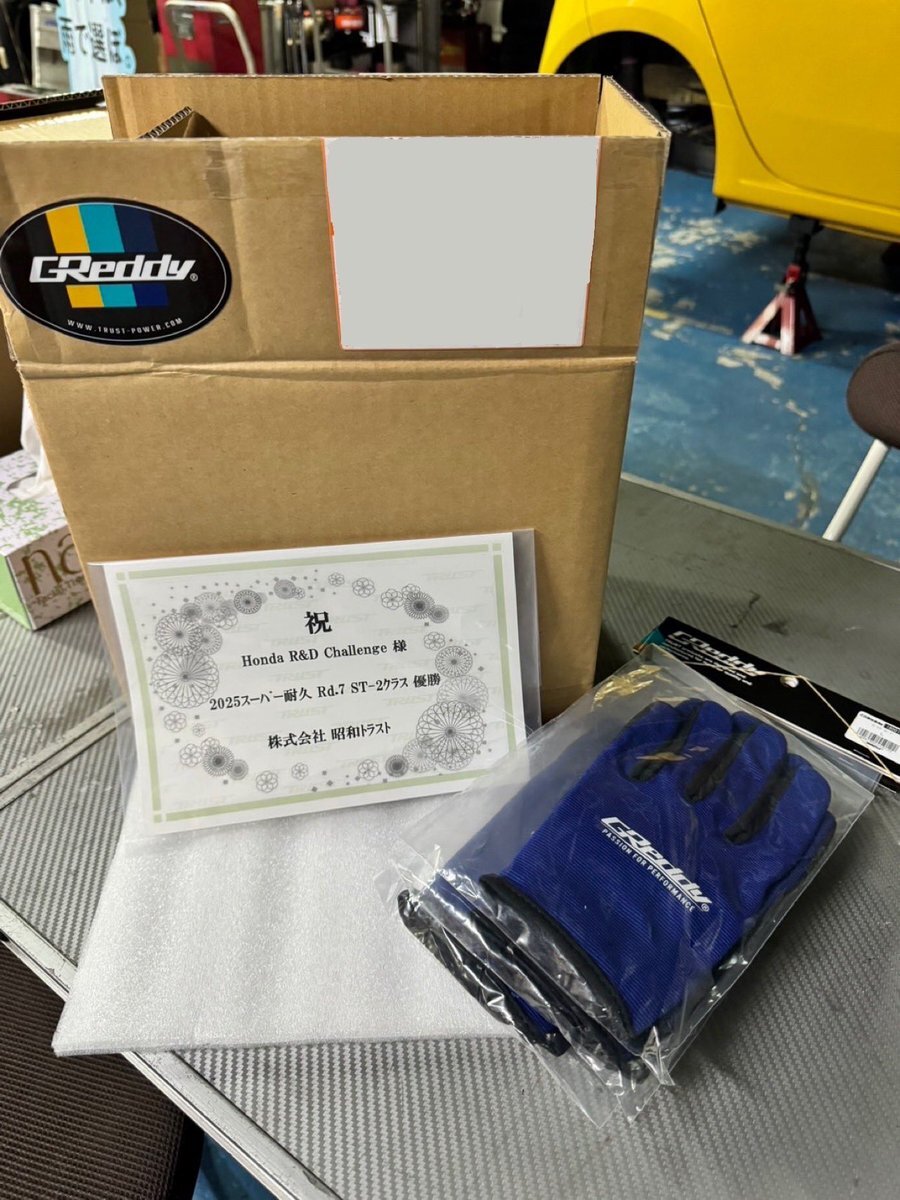 GReddy®
WWW.TRUST-POWER.COM
祝
Honda R&D Challenge 様
2025スーパー耐久 Rd.7 ST-2クラス 優勝
株式会社 昭和トラスト
GReddy
GReddy®
PASSION FOR PERFORMANCE
na